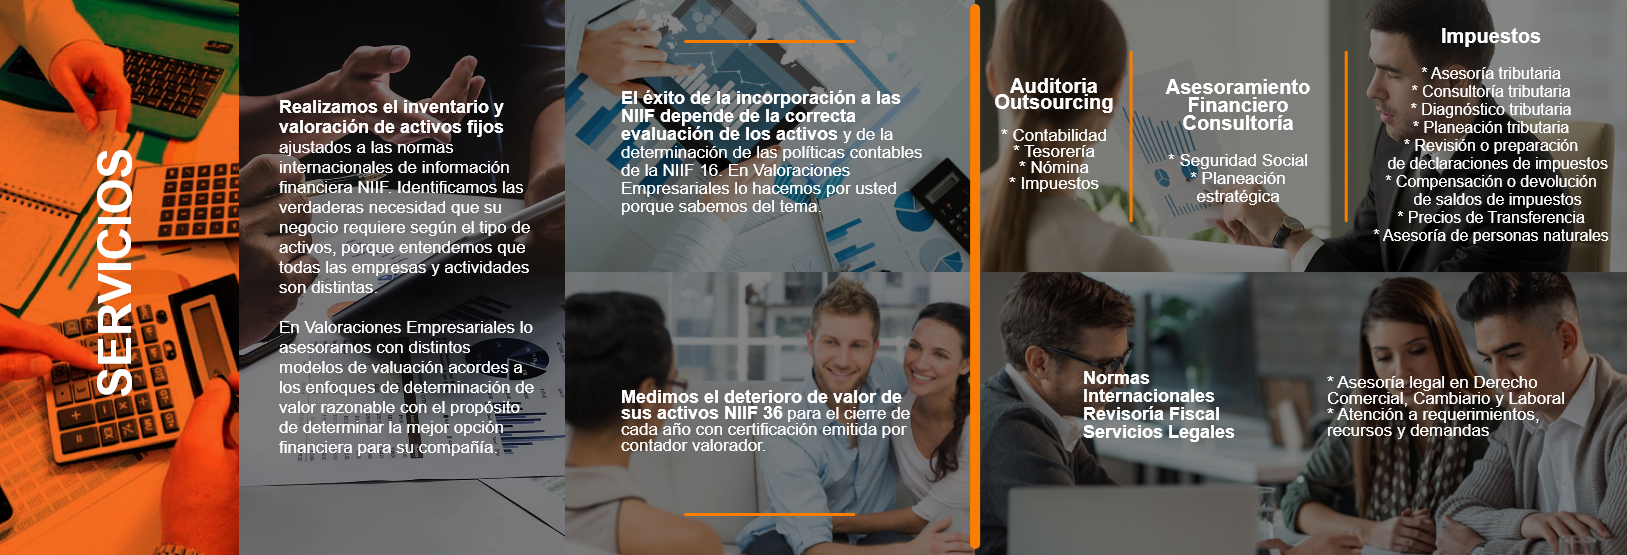 SERVICIOS
Realizamos el inventario y
valoración de activos fijos
ajustados a las normas
internacionales de información
financiera NIIF. Identificamos las
verdaderas necesidad que su
negocio requiere según el tipo de
activos, porque entendemos que
todas las empresas y actividades
son distintas.
En Valoraciones Empresariales lo
asesoramos con distintos
modelos de valuación acordes a
los enfoques de determinación de
valor razonable con el propósito
de determinar la mejor opción
financiera para su compañía.
El éxito de la incorporación a las
NIIF depende de la correcta
evaluación de los activos y de la
determinación de las políticas contables
de la NIIF 16. En Valoraciones
Empresariales lo hacemos por usted
porque sabemos del tema.
Medimos el deterioro de valor de
sus activos NIIF 36 para el cierre de
cada año con certificación emitida por
contador valorador.
Auditoria
Outsourcing
* Contabilidad
* Tesorería
* Nómina
* Impuestos
Asesoramiento
Financiero
Consultoría
* Seguridad Social
* Planeación
estratégica
Impuestos
* Asesoría tributaria
* Consultoría tributaria
* Diagnóstico tributaria
* Planeación tributaria
* Revisión o preparación
de declaraciones de impuestos
* Compensación o devolución
de saldos de impuestos
* Precios de Transferencia
* Asesoría de personas naturales
Normas
Internacionales
Revisoría Fiscal
Servicios Legales
* Asesoría legal en Derecho
Comercial, Cambiario y Laboral
* Atención a requerimientos,
recursos y demandas